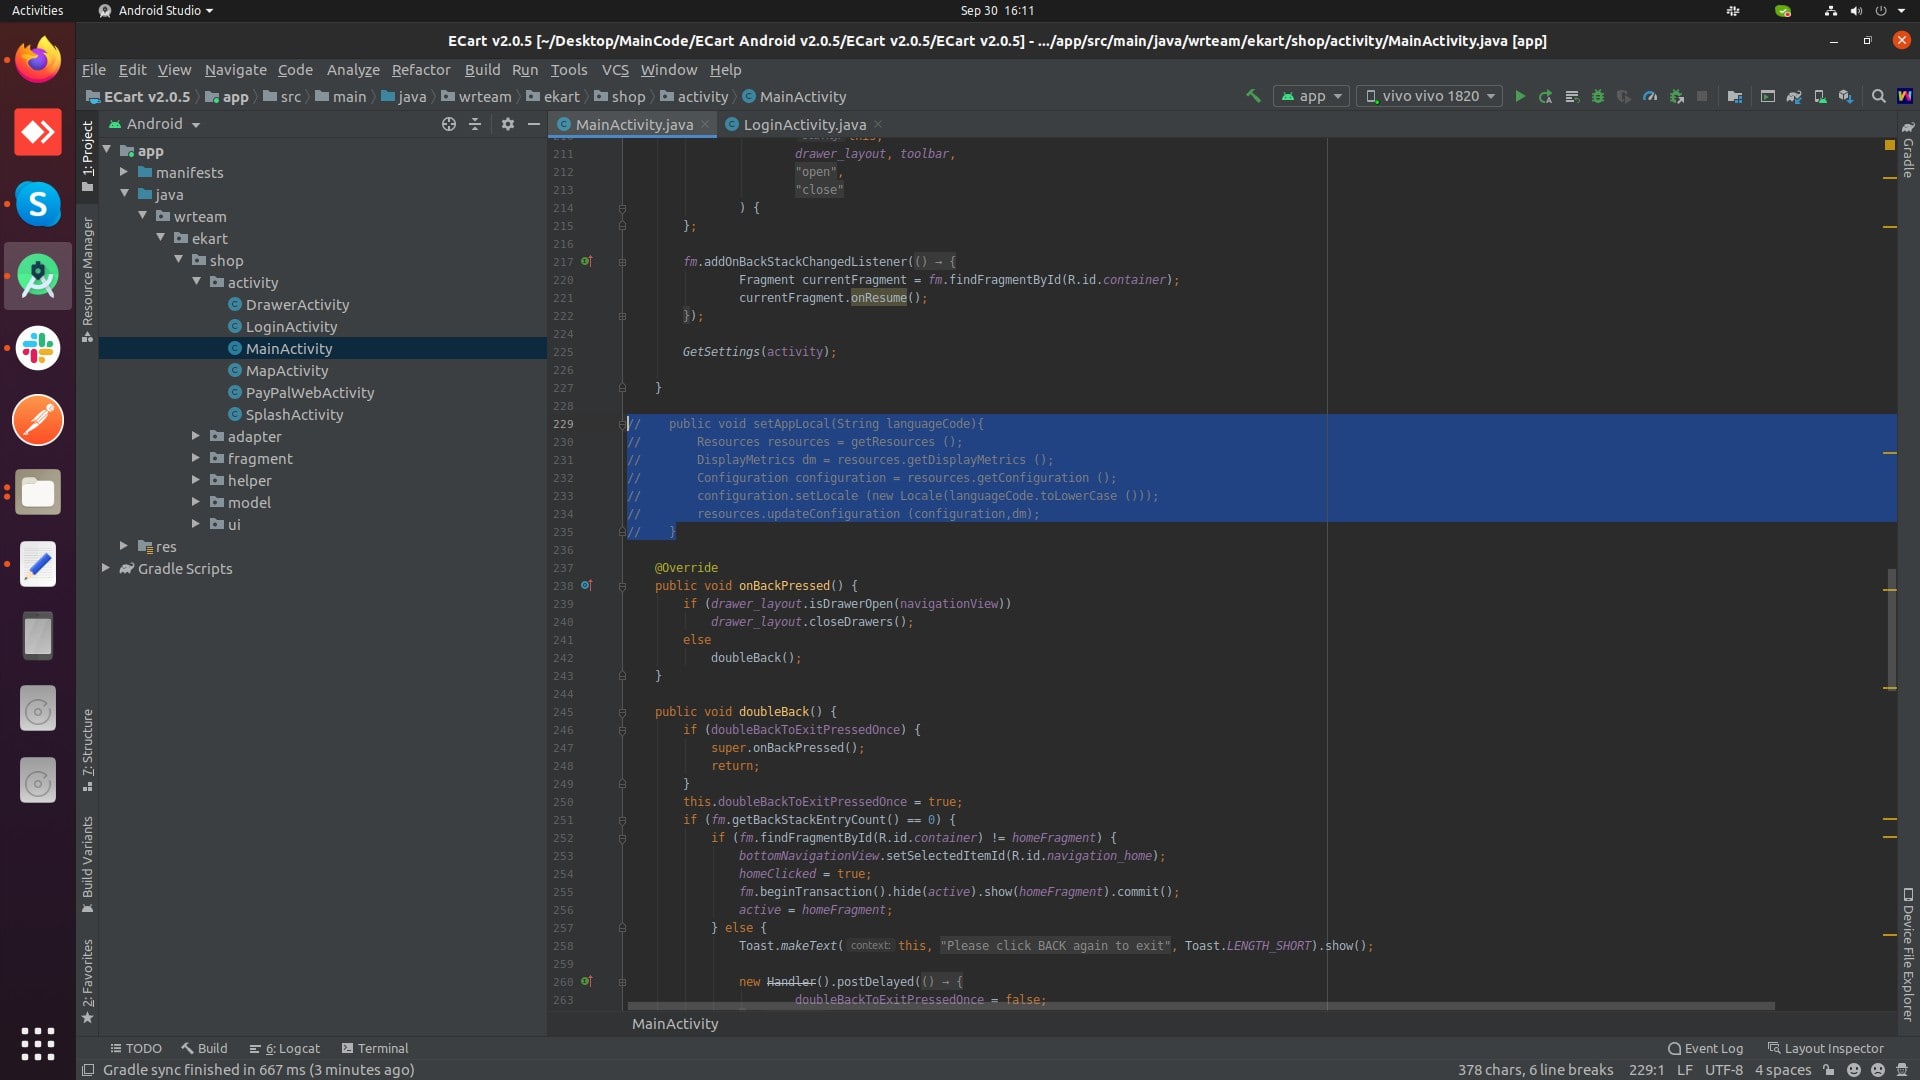 Activities
Android Studio
Sep 30 16:11
ECart v2.0.5 [~/Desktop/MainCode/ECart Android v2.0.5/ECart v2.0.5/ECart v2.0.5] - .../app/src/main/java/wrteam/ekart/shop/activity/MainActivity.java [app]
File Edit View Navigate Code Analyze Refactor Build Run Tools VCS Window Help
ECart v2.0.5 app src main java wrteam ekart shop activity MainActivity
app vivo vivo 1820
Android
MainActivity.java LoginActivity.java
1: Project
Resource Manager
7: Structure
Build Variants
2: Favorites
app
manifests
java
wrteam
ekart
shop
activity
DrawerActivity
LoginActivity
MainActivity
MapActivity
PayPalWebActivity
SplashActivity
adapter
fragment
helper
model
ui
res
Gradle Scripts
211 drawer_layout, toolbar,
212 "open",
213 "close"
214 ) {
215 };
216
217 fm.addOnBackStackChangedListener(() → {
220 Fragment currentFragment = fm.findFragmentById(R.id.container);
221 currentFragment.onResume();
222 });
224
225 GetSettings(activity);
226
227 }
228
229 // public void setAppLocal(String languageCode){
230 // Resources resources = getResources ();
231 // DisplayMetrics dm = resources.getDisplayMetrics ();
232 // Configuration configuration = resources.getConfiguration ();
233 // configuration.setLocale (new Locale(languageCode.toLowerCase ()));
234 // resources.updateConfiguration (configuration,dm);
235 // }
236
237 @Override
238 public void onBackPressed() {
239 if (drawer_layout.isDrawerOpen(navigationView))
240 drawer_layout.closeDrawers();
241 else
242 doubleBack();
243 }
244
245 public void doubleBack() {
246 if (doubleBackToExitPressedOnce) {
247 super.onBackPressed();
248 return;
249 }
250 this.doubleBackToExitPressedOnce = true;
251 if (fm.getBackStackEntryCount() == 0) {
252 if (fm.findFragmentById(R.id.container) != homeFragment) {
253 bottomNavigationView.setSelectedItemId(R.id.navigation_home);
254 homeClicked = true;
255 fm.beginTransaction().hide(active).show(homeFragment).commit();
256 active = homeFragment;
257 } else {
258 Toast.makeText( context: this, "Please click BACK again to exit", Toast.LENGTH_SHORT).show();
259
260 new Handler().postDelayed(() → {
263 doubleBackToExitPressedOnce = false;
MainActivity
Gradle
Device File Explorer
TODO Build 6: Logcat Terminal
Event Log Layout Inspector
Gradle sync finished in 667 ms (3 minutes ago)
378 chars, 6 line breaks 229:1 LF UTF-8 4 spaces